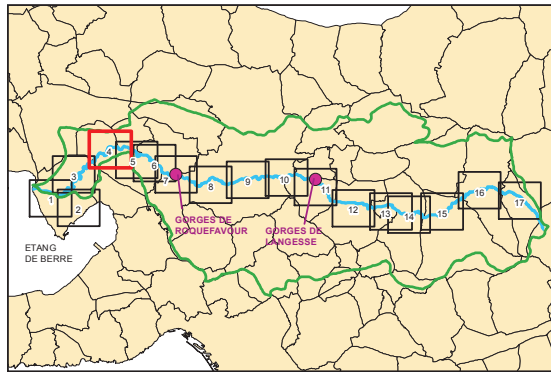 1
2
3
4
5
6
7
8
9
10
11
12
13
14
15
16
17
GORGES DE
ROQUEFAVOUR
GORGES DE
LANGESSE
ETANG
DE BERRE